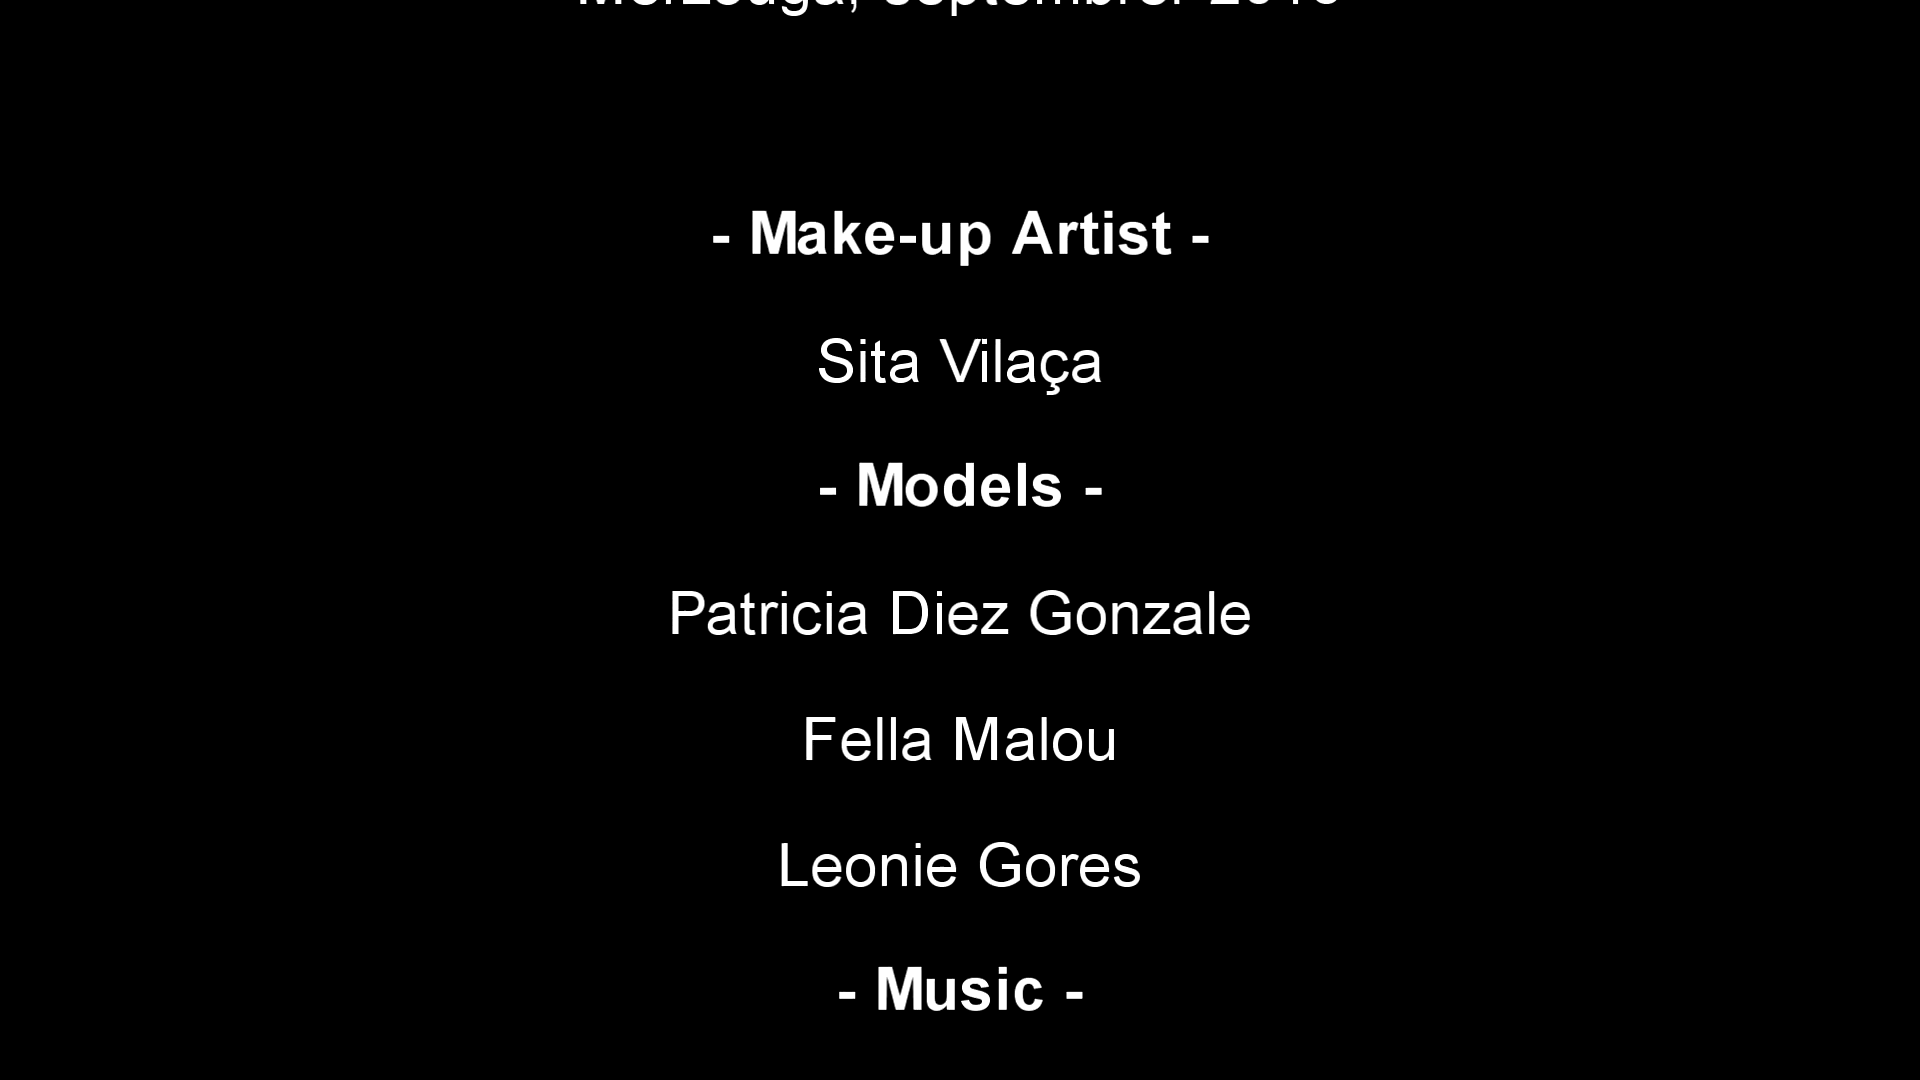 - Make-up Artist -
Sita Vilaça
- Models -
Patricia Diez Gonzale
Fella Malou
Leonie Gores
- Music -